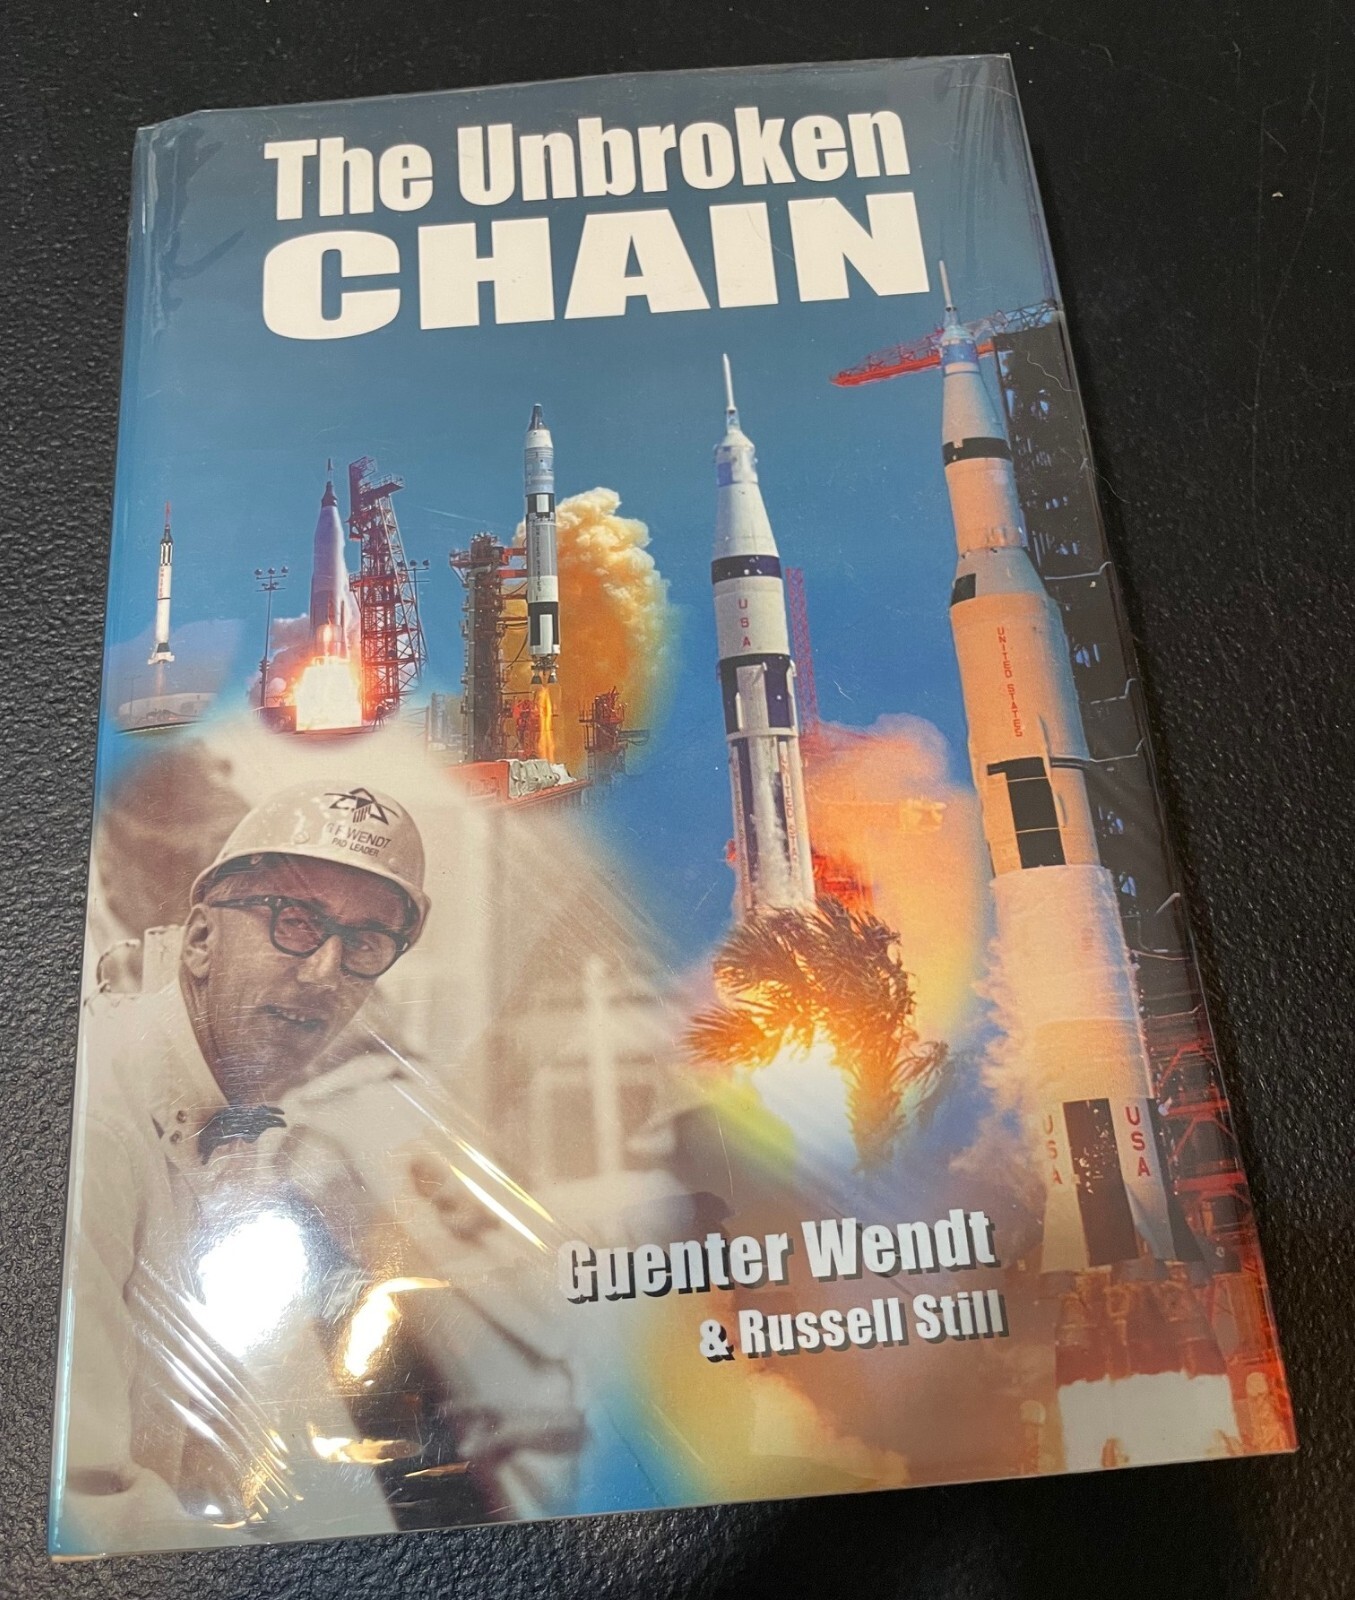 The Unbroken
CHAIN
USA
UNITED STATES
UNITED STATES
G F WENDT
PAD LEADER
USA
USA
Guenter Wendt
& Russell Still